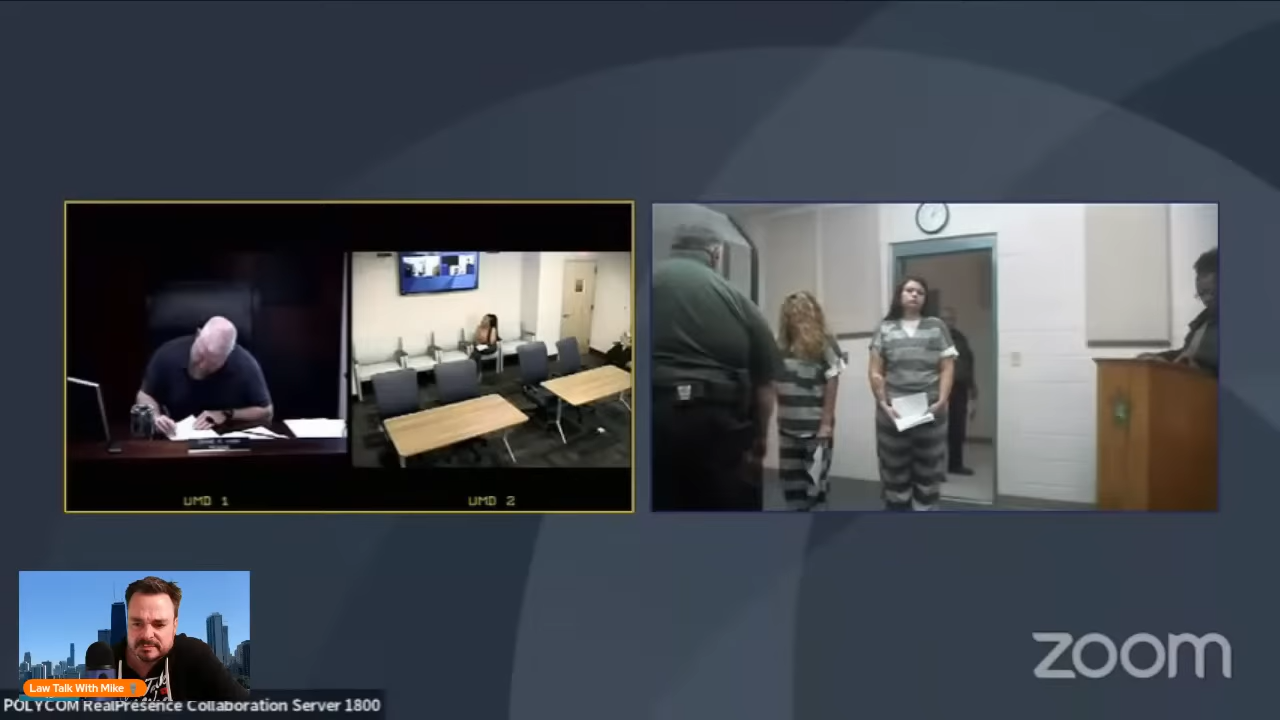 UMD 1
UMD 2
zoom
Law Talk With Mike
POLYCOM RealPresence Collaboration Server 1800